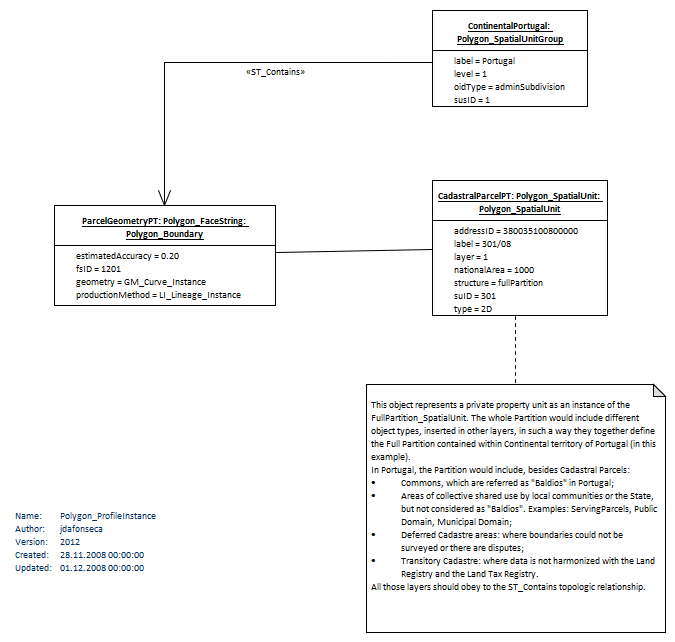 ContinentalPortugal:
Polygon_SpatialUnitGroup
label = Portugal
level = 1
oidType = adminSubdivision
susID = 1
«ST_Contains»
ParcelGeometryPT: Polygon_FaceString:
Polygon_Boundary
estimatedAccuracy = 0.20
fsID = 1201
geometry = GM_Curve_Instance
productionMethod = LI_Lineage_Instance
CadastralParcelPT: Polygon_SpatialUnit:
Polygon_SpatialUnit
addressID = 380035100800000
label = 301/08
layer = 1
nationalArea = 1000
structure = fullPartition
suID = 301
type = 2D
This object represents a private property unit as an instance of the
FullPartition_SpatialUnit. The whole Partition would include different
object types, inserted in other layers, in such a way they together define
the Full Partition contained within Continental territory of Portugal (in this
example).
In Portugal, the Partition would include, besides Cadastral Parcels:
• Commons, which are referred as "Baldios" in Portugal;
• Areas of collective shared use by local communities or the State,
but not considered as "Baldios". Examples: ServingParcels, Public
Domain, Municipal Domain;
• Deferred Cadastre areas: where boundaries could not be
surveyed or there are disputes;
• Transitory Cadastre: where data is not harmonized with the Land
Registry and the Land Tax Registry.
All those layers should obey to the ST_Contains topologic relationship.
Name: Polygon_ProfileInstance
Author: jdafonseca
Version: 2012
Created: 28.11.2008 00:00:00
Updated: 01.12.2008 00:00:00